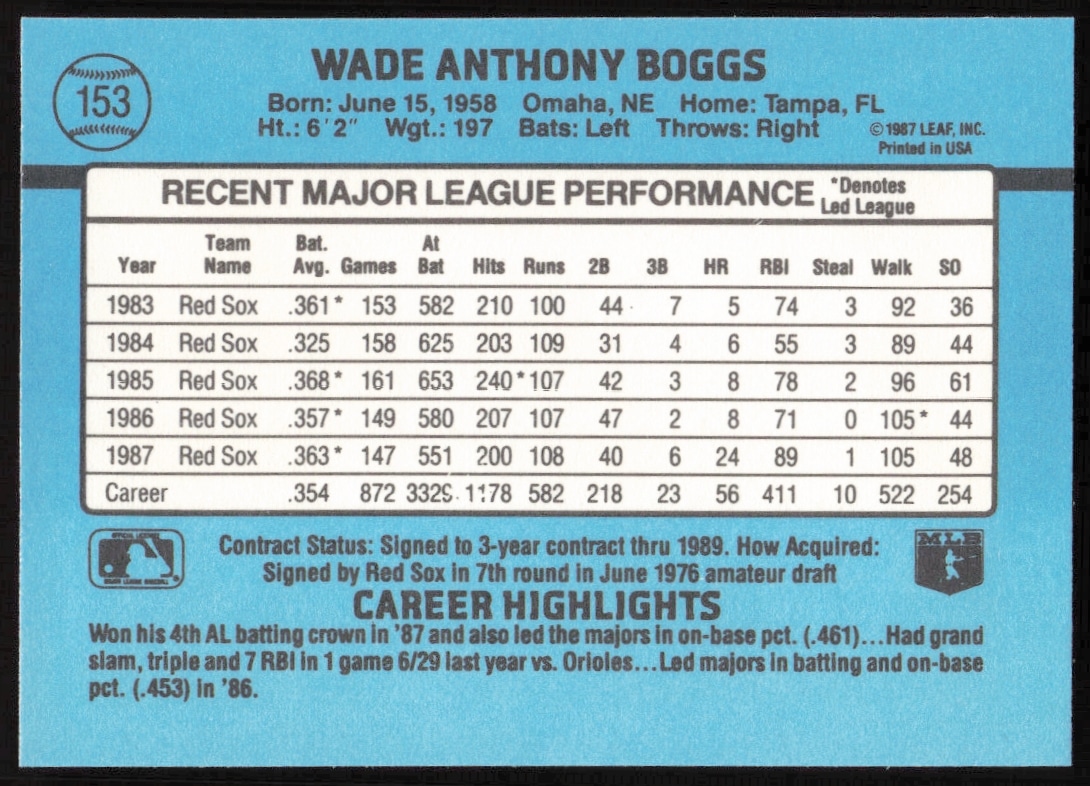 153
WADE ANTHONY BOGGS
Born: June 15, 1958 Omaha, NE Home: Tampa, FL
Ht.: 6'2" Wgt.: 197 Bats: Left Throws: Right
©1987 LEAF, INC.
Printed in USA
RECENT MAJOR LEAGUE PERFORMANCE
*Denotes
Led League
Year Team Name Bat. Avg. Games At Bat Hits Runs 2B 3B HR RBI Steal Walk SO
1983 Red Sox .361* 153 582 210 100 44 7 5 74 3 92 36
1984 Red Sox .325 158 625 203 109 31 4 6 55 3 89 44
1985 Red Sox .368* 161 653 240* 107 42 3 8 78 2 96 61
1986 Red Sox .357* 149 580 207 107 47 2 8 71 0 105* 44
1987 Red Sox .363* 147 551 200 108 40 6 24 89 1 105 48
Career .354 872 3329 1178 582 218 23 56 411 10 522 254
OFFICIAL LICENSEE
MAJOR LEAGUE BASEBALL
MLB
Contract Status: Signed to 3-year contract thru 1989. How Acquired:
Signed by Red Sox in 7th round in June 1976 amateur draft
CAREER HIGHLIGHTS
Won his 4th AL batting crown in '87 and also led the majors in on-base pct. (.461)...Had grand
slam, triple and 7 RBI in 1 game 6/29 last year vs. Orioles...Led majors in batting and on-base
pct. (.453) in '86.